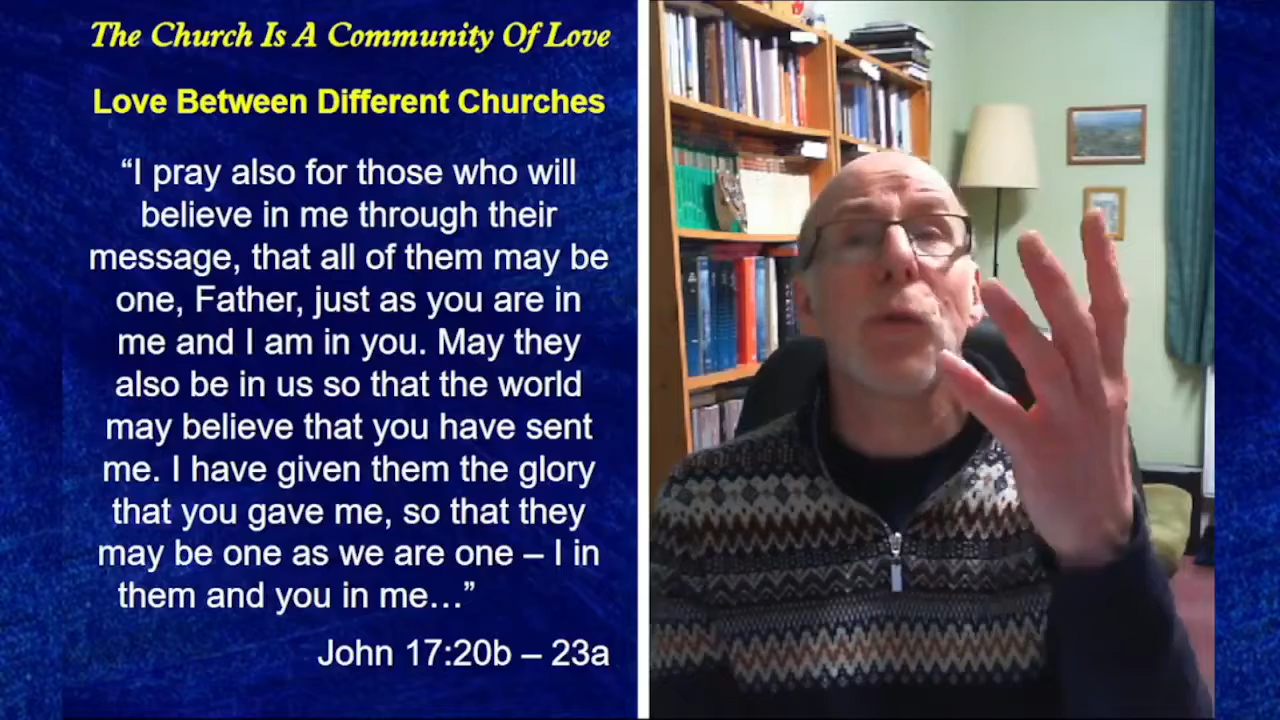 The Church Is A Community Of Love
Love Between Different Churches
“I pray also for those who will
believe in me through their
message, that all of them may be
one, Father, just as you are in
me and I am in you. May they
also be in us so that the world
may believe that you have sent
me. I have given them the glory
that you gave me, so that they
may be one as we are one – I in
them and you in me…”
John 17:20b – 23a